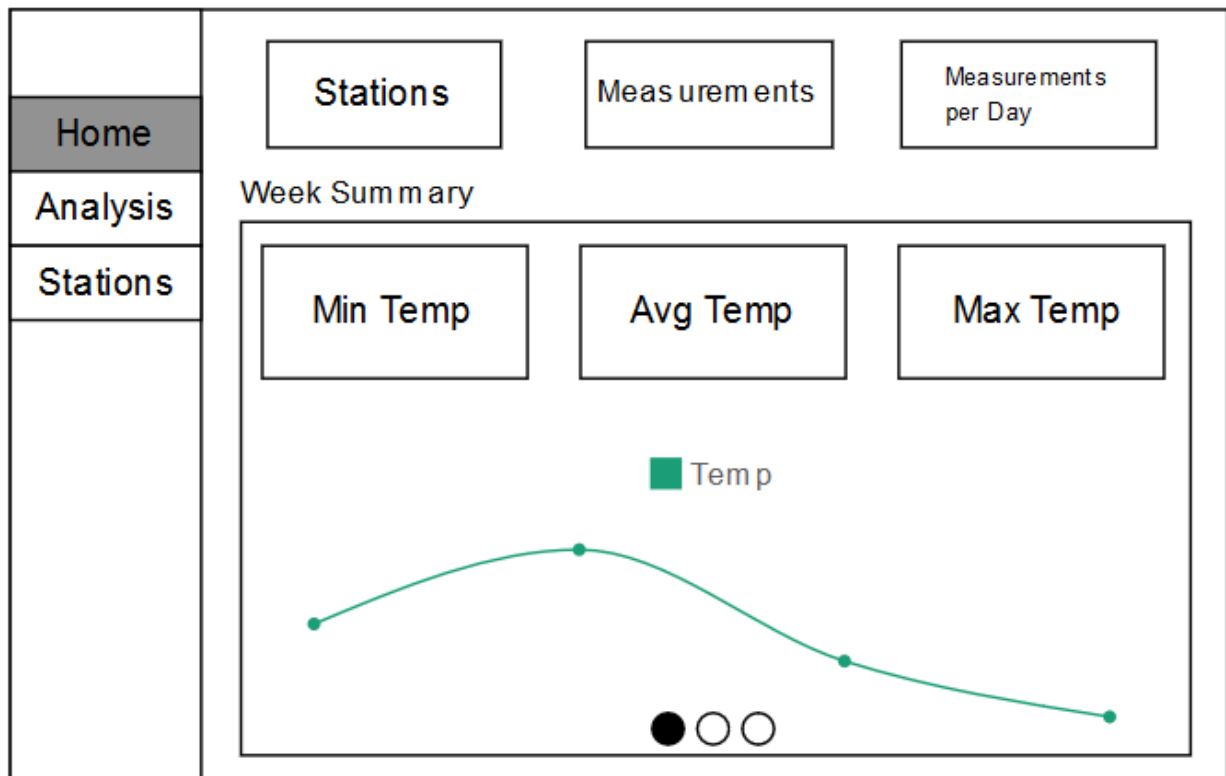 Home
Analysis
Stations
Stations
Measurements
Measurements
per Day
Week Summary
Min Temp
Avg Temp
Max Temp
Temp